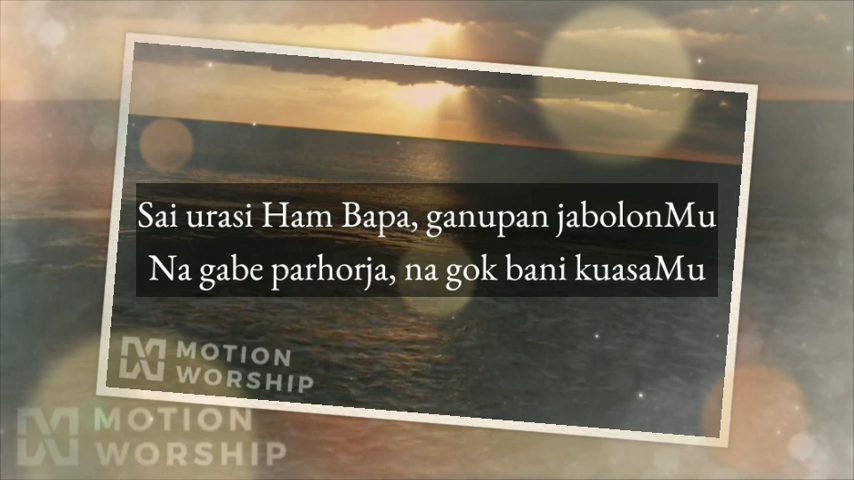 Sai urasi Ham Bapa, ganupan jabolonMu
Na gabe parhorja, na gok bani kuasaMu
MOTION
WORSHIP
MOTION
WORSHIP